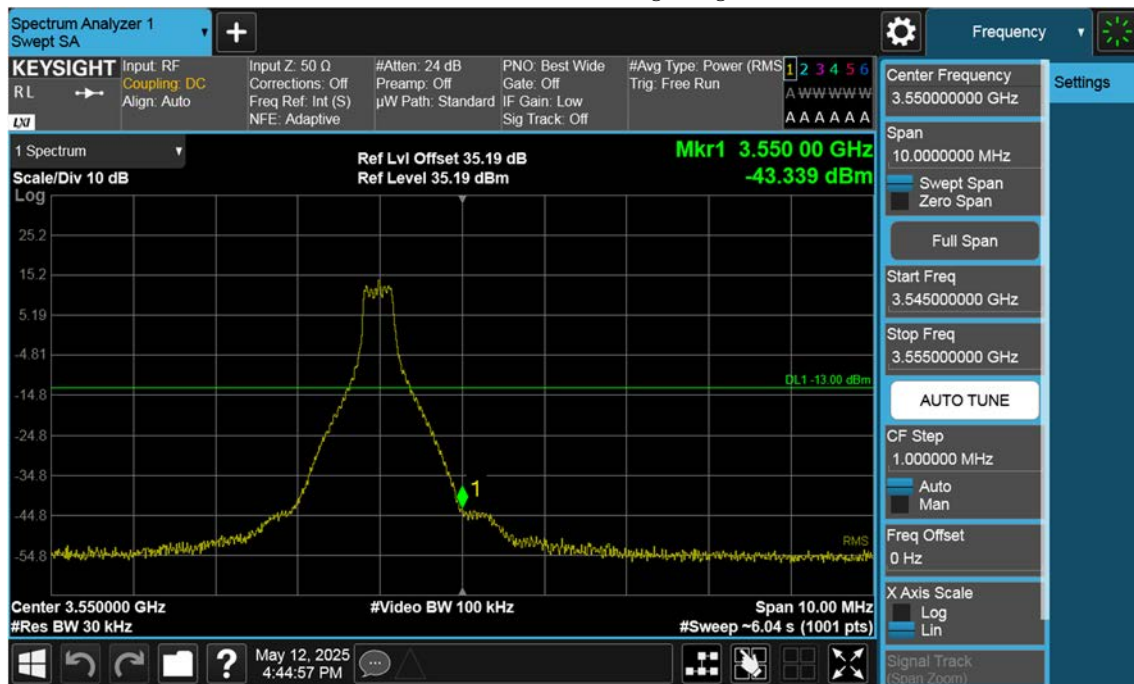 Spectrum Analyzer 1
Swept SA
Frequency
KEYSIGHT
RL
LXI
Input: RF
Coupling: DC
Align: Auto
Input Z: 50 Ω
Corrections: Off
Freq Ref: Int (S)
NFE: Adaptive
#Atten: 24 dB
Preamp: Off
µW Path: Standard
PNO: Best Wide
Gate: Off
IF Gain: Low
Sig Track: Off
#Avg Type: Power (RMS
Trig: Free Run
1 2 3 4 5 6
A W W W W W
A A A A A A
1 Spectrum
Scale/Div 10 dB
Ref Lvl Offset 35.19 dB
Ref Level 35.19 dBm
Mkr1 3.550 00 GHz
-43.339 dBm
Log
25.2
15.2
5.19
-4.81
-14.8
-24.8
-34.8
-44.8
-54.8
DL1 -13.00 dBm
1
RMS
Center 3.550000 GHz
#Res BW 30 kHz
#Video BW 100 kHz
Span 10.00 MHz
#Sweep ~6.04 s (1001 pts)
May 12, 2025
4:44:57 PM
Center Frequency
3.550000000 GHz
Span
10.0000000 MHz
Swept Span
Zero Span
Full Span
Start Freq
3.545000000 GHz
Stop Freq
3.555000000 GHz
AUTO TUNE
CF Step
1.000000 MHz
Auto
Man
Freq Offset
0 Hz
X Axis Scale
Log
Lin
Signal Track
(Span Zoom)
Settings